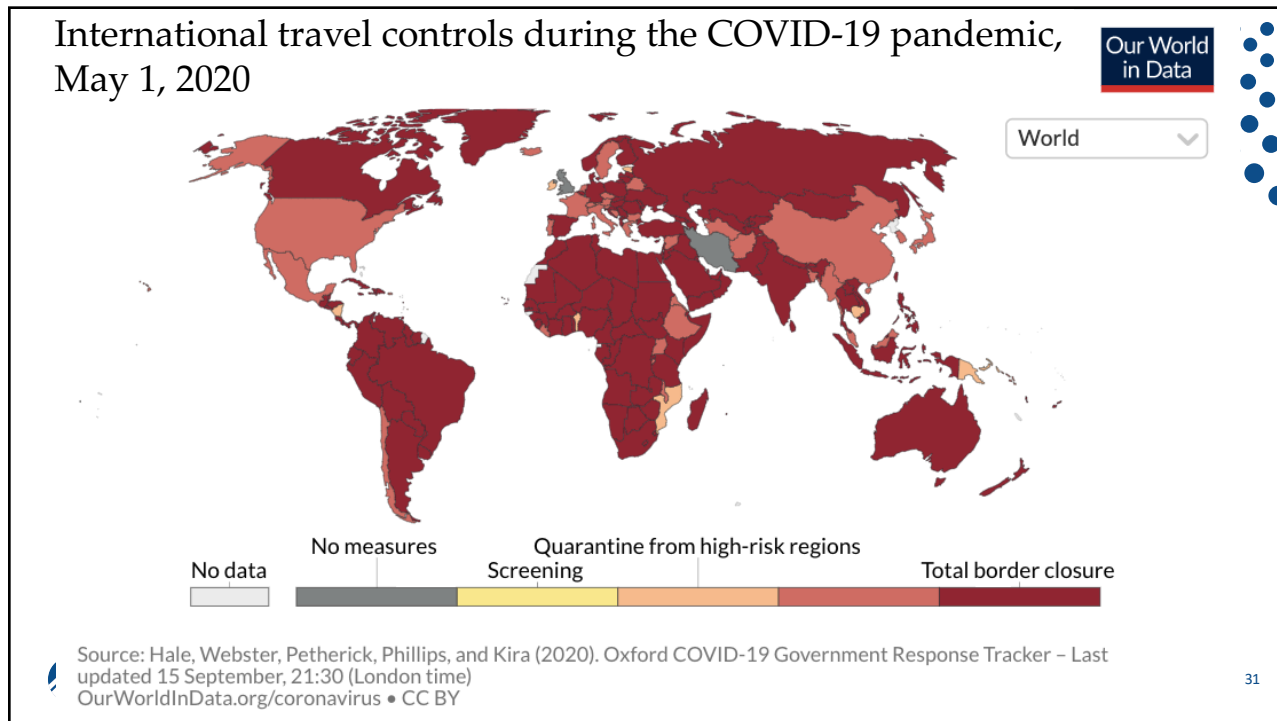 International travel controls during the COVID-19 pandemic,
May 1, 2020
Our World
in Data
World
No data
No measures
Screening
Quarantine from high-risk regions
Total border closure
Source: Hale, Webster, Petherick, Phillips, and Kira (2020). Oxford COVID-19 Government Response Tracker – Last
updated 15 September, 21:30 (London time)
OurWorldInData.org/coronavirus • CC BY
31